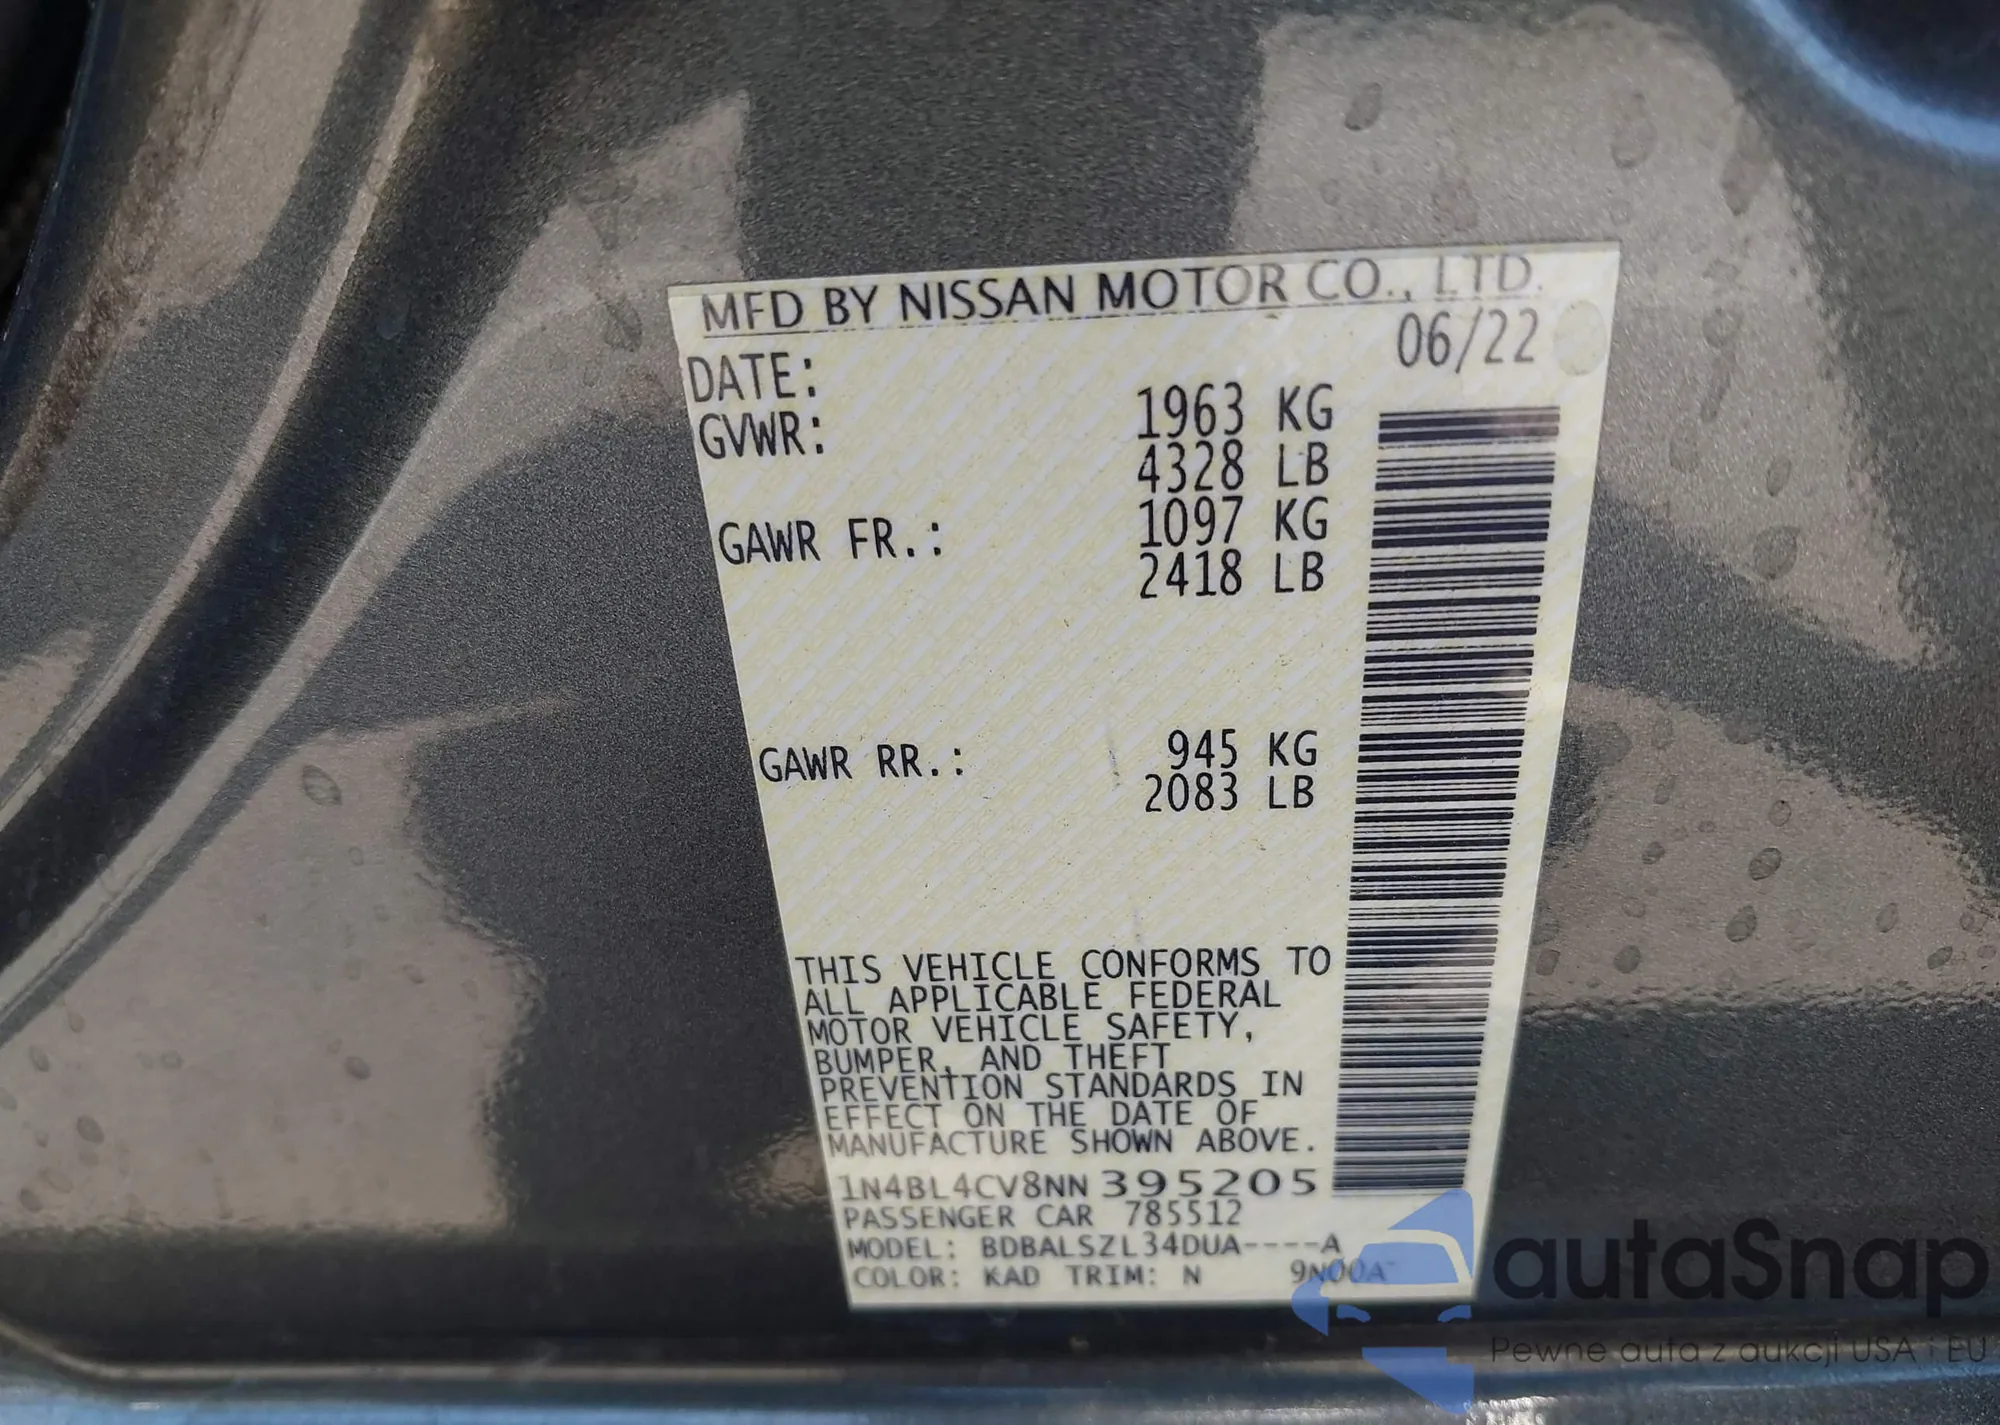 MFD BY NISSAN MOTOR CO., LTD.
DATE: 06/22
GVWR: 1963 KG
4328 LB
GAWR FR.: 1097 KG
2418 LB
GAWR RR.: 945 KG
2083 LB
THIS VEHICLE CONFORMS TO
ALL APPLICABLE FEDERAL
MOTOR VEHICLE SAFETY,
BUMPER, AND THEFT
PREVENTION STANDARDS IN
EFFECT ON THE DATE OF
MANUFACTURE SHOWN ABOVE.
1N4BL4CV8NN395205
PASSENGER CAR 785512
MODEL: BDBALSZL34DUA----A
COLOR: KAD TRIM: N 9N00A
autaSnap
Pewne auta z aukcji USA i EU